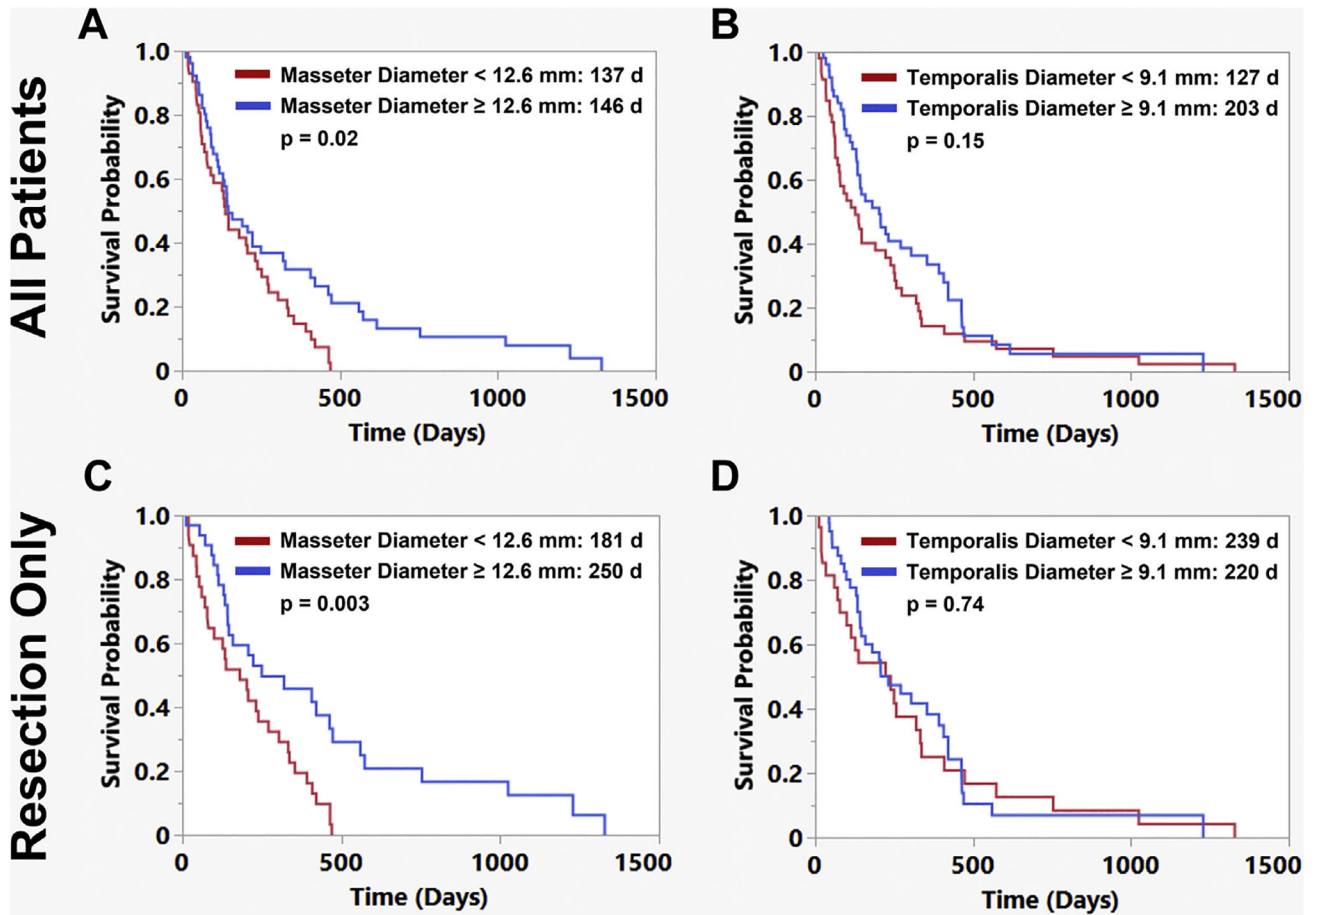 All Patients
A
1.0
0.8
0.6
0.4
0.2
0
Survival Probability
Masseter Diameter < 12.6 mm: 137 d
Masseter Diameter ≥ 12.6 mm: 146 d
p = 0.02
0 500 1000 1500
Time (Days)
B
1.0
0.8
0.6
0.4
0.2
0
Survival Probability
Temporalis Diameter < 9.1 mm: 127 d
Temporalis Diameter ≥ 9.1 mm: 203 d
p = 0.15
0 500 1000 1500
Time (Days)
Resection Only
C
1.0
0.8
0.6
0.4
0.2
0
Survival Probability
Masseter Diameter < 12.6 mm: 181 d
Masseter Diameter ≥ 12.6 mm: 250 d
p = 0.003
0 500 1000 1500
Time (Days)
D
1.0
0.8
0.6
0.4
0.2
0
Survival Probability
Temporalis Diameter < 9.1 mm: 239 d
Temporalis Diameter ≥ 9.1 mm: 220 d
p = 0.74
0 500 1000 1500
Time (Days)